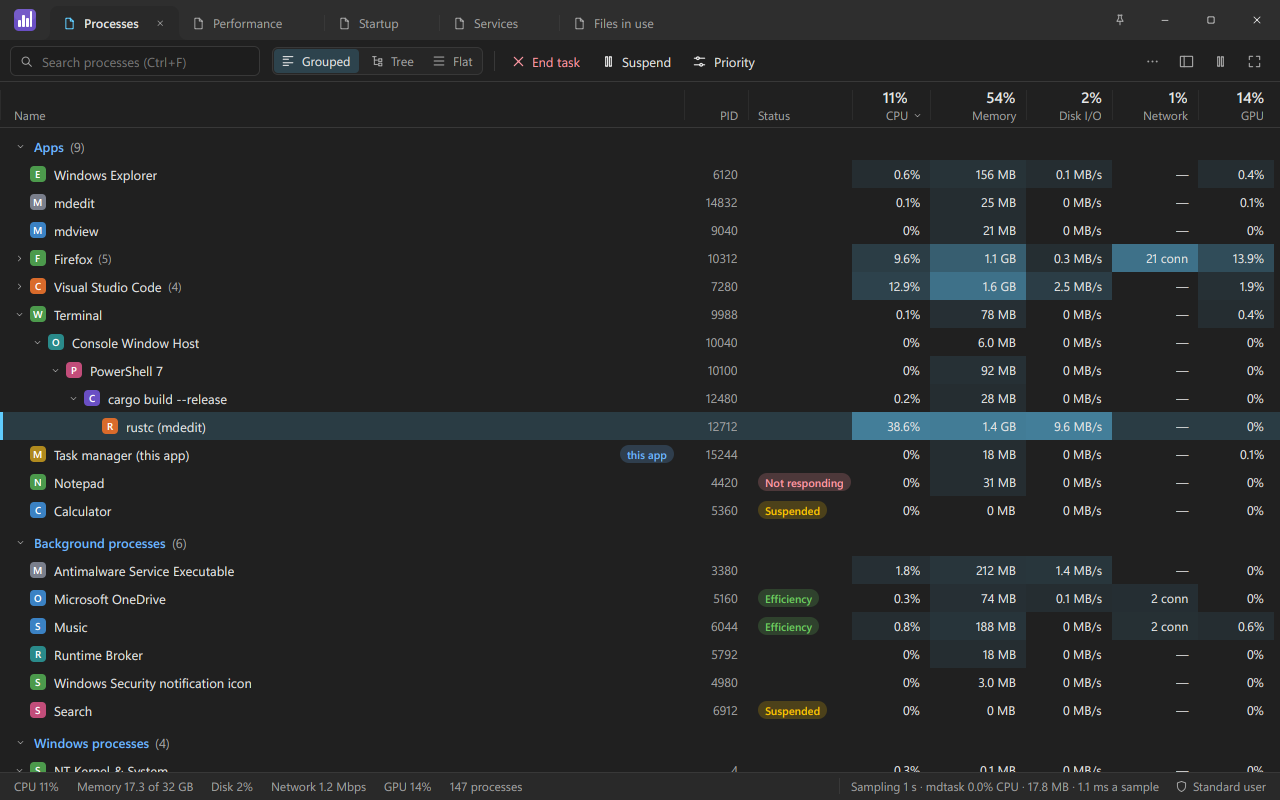 Processes × Performance Startup Services Files in use
Search processes (Ctrl+F) Grouped Tree Flat End task Suspend Priority
11% 54% 2% 1% 14%
Name PID Status CPU Memory Disk I/O Network GPU
Apps (9)
E Windows Explorer 6120 0.6% 156 MB 0.1 MB/s — 0.4%
M mdedit 14832 0.1% 25 MB 0 MB/s — 0.1%
M mdview 9040 0% 21 MB 0 MB/s — 0%
F Firefox (5) 10312 9.6% 1.1 GB 0.3 MB/s 21 conn 13.9%
C Visual Studio Code (4) 7280 12.9% 1.6 GB 2.5 MB/s — 1.9%
W Terminal 9988 0.1% 78 MB 0 MB/s — 0.4%
O Console Window Host 10040 0% 6.0 MB 0 MB/s — 0%
P PowerShell 7 10100 0% 92 MB 0 MB/s — 0%
C cargo build --release 12480 0.2% 28 MB 0 MB/s — 0%
R rustc (mdedit) 12712 38.6% 1.4 GB 9.6 MB/s — 0%
M Task manager (this app) this app 15244 0% 18 MB 0 MB/s — 0.1%
N Notepad 4420 Not responding 0% 31 MB 0 MB/s — 0%
C Calculator 5360 Suspended 0% 0 MB 0 MB/s — 0%
Background processes (6)
M Antimalware Service Executable 3380 1.8% 212 MB 1.4 MB/s — 0%
O Microsoft OneDrive 5160 Efficiency 0.3% 74 MB 0.1 MB/s 2 conn 0%
S Music 6044 Efficiency 0.8% 188 MB 0 MB/s 2 conn 0.6%
R Runtime Broker 5792 0% 18 MB 0 MB/s — 0%
S Windows Security notification icon 4980 0% 3.0 MB 0 MB/s — 0%
S Search 6912 Suspended 0% 0 MB 0 MB/s — 0%
Windows processes (4)
S NT Kernel & System 4 0.3% 0.1 MB 0 MB/s — 0%
CPU 11% Memory 17.3 of 32 GB Disk 2% Network 1.2 Mbps GPU 14% 147 processes Sampling 1 s · mdtask 0.0% CPU · 17.8 MB · 1.1 ms a sample Standard user